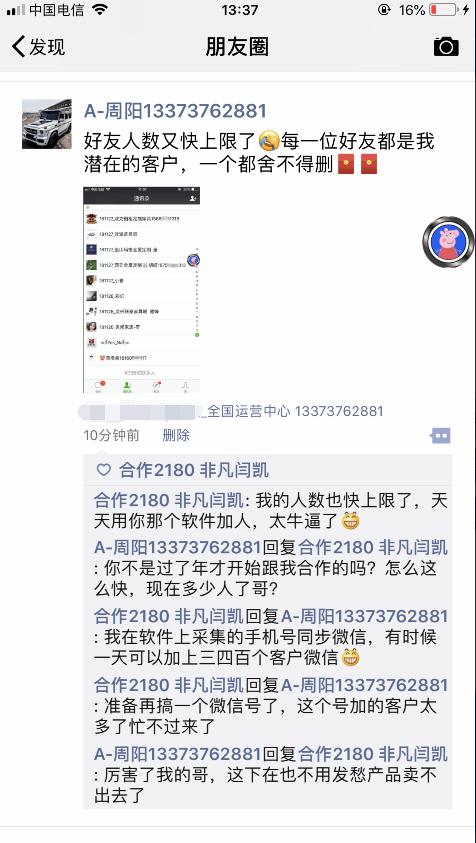 中国电信
13:37
16%
发现
朋友圈
A-周阳13373762881
好友人数又快上限了每一位好友都是我
潜在的客户，一个都舍不得删
通讯录
_全国运营中心 13373762881
10分钟前
删除
合作2180 非凡闫凯
合作2180 非凡闫凯: 我的人数也快上限了，天
天用你那个软件加人，太牛逼了
A-周阳13373762881回复合作2180 非凡闫凯
: 你不是过了年才开始跟我合作的吗？怎么这
么快，现在多少人了哥？
合作2180 非凡闫凯回复A-周阳13373762881
: 我在软件上采集的手机号同步微信，有时候
一天可以加上三四百个客户微信
合作2180 非凡闫凯回复A-周阳13373762881
: 准备再搞一个微信号了，这个号加的客户太
多了忙不过来了
A-周阳13373762881回复合作2180 非凡闫凯
: 厉害了我的哥，这下在也不用发愁产品卖不
出去了